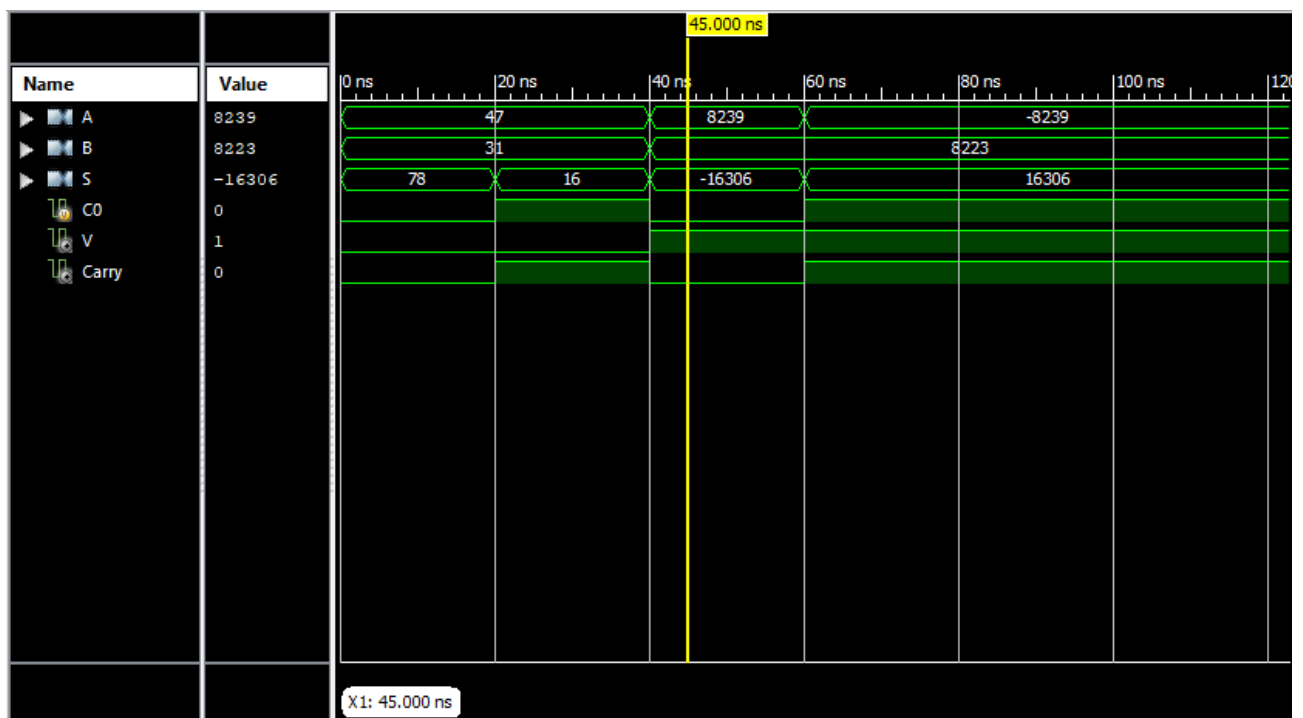 45.000 ns
Name Value 0 ns 20 ns 40 ns 60 ns 80 ns 100 ns 120
A 8239 47 8239 -8239
B 8223 31 8223
S -16306 78 16 -16306 16306
C0 0
V 1
Carry 0
X1: 45.000 ns